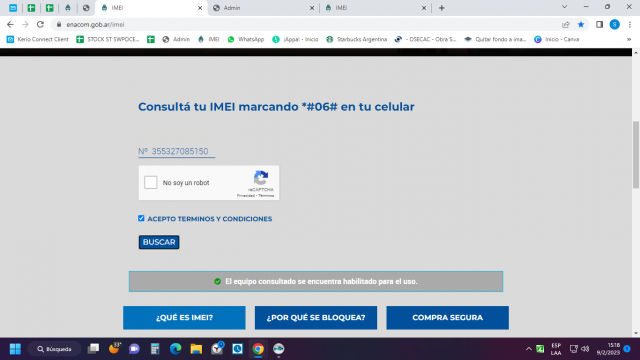 IMEI
Admin
IMEI
enacom.gob.ar/imei
Kerio Connect Client
STOCK ST SWPOCE...
Admin
IMEI
WhatsApp
¡Appa! - Inicio
Starbucks Argentina
- OSECAC - Obra S...
Quitar fondo a ima...
Inicio - Canva
Consultá tu IMEI marcando *#06# en tu celular
Nº 355327085150
No soy un robot
reCAPTCHA
Privacidad - Términos
ACEPTO TERMINOS Y CONDICIONES
BUSCAR
El equipo consultado se encuentra habilitado para el uso.
¿QUÉ ES IMEI?
¿POR QUÉ SE BLOQUEA?
COMPRA SEGURA
Búsqueda
33°
ESP
LAA
15:16
9/2/2023